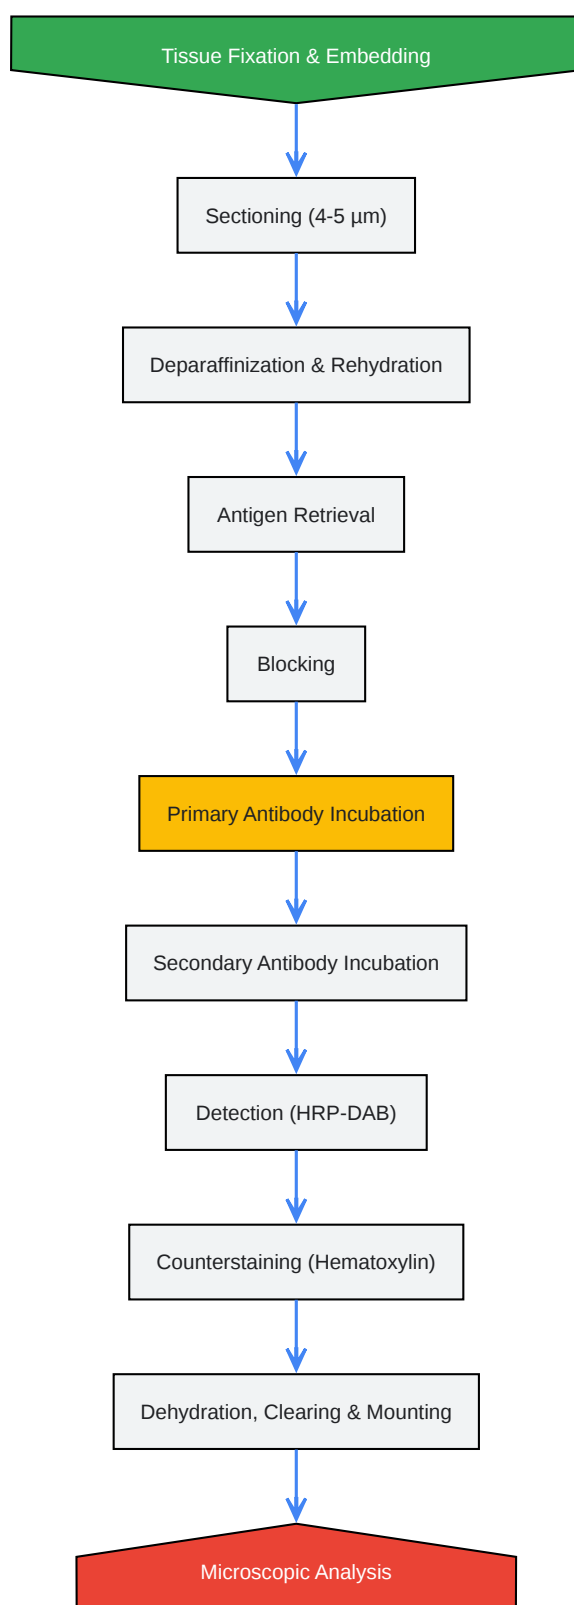 Tissue Fixation & Embedding
Sectioning (4-5 µm)
Deparaffinization & Rehydration
Antigen Retrieval
Blocking
Primary Antibody Incubation
Secondary Antibody Incubation
Detection (HRP-DAB)
Counterstaining (Hematoxylin)
Dehydration, Clearing & Mounting
Microscopic Analysis